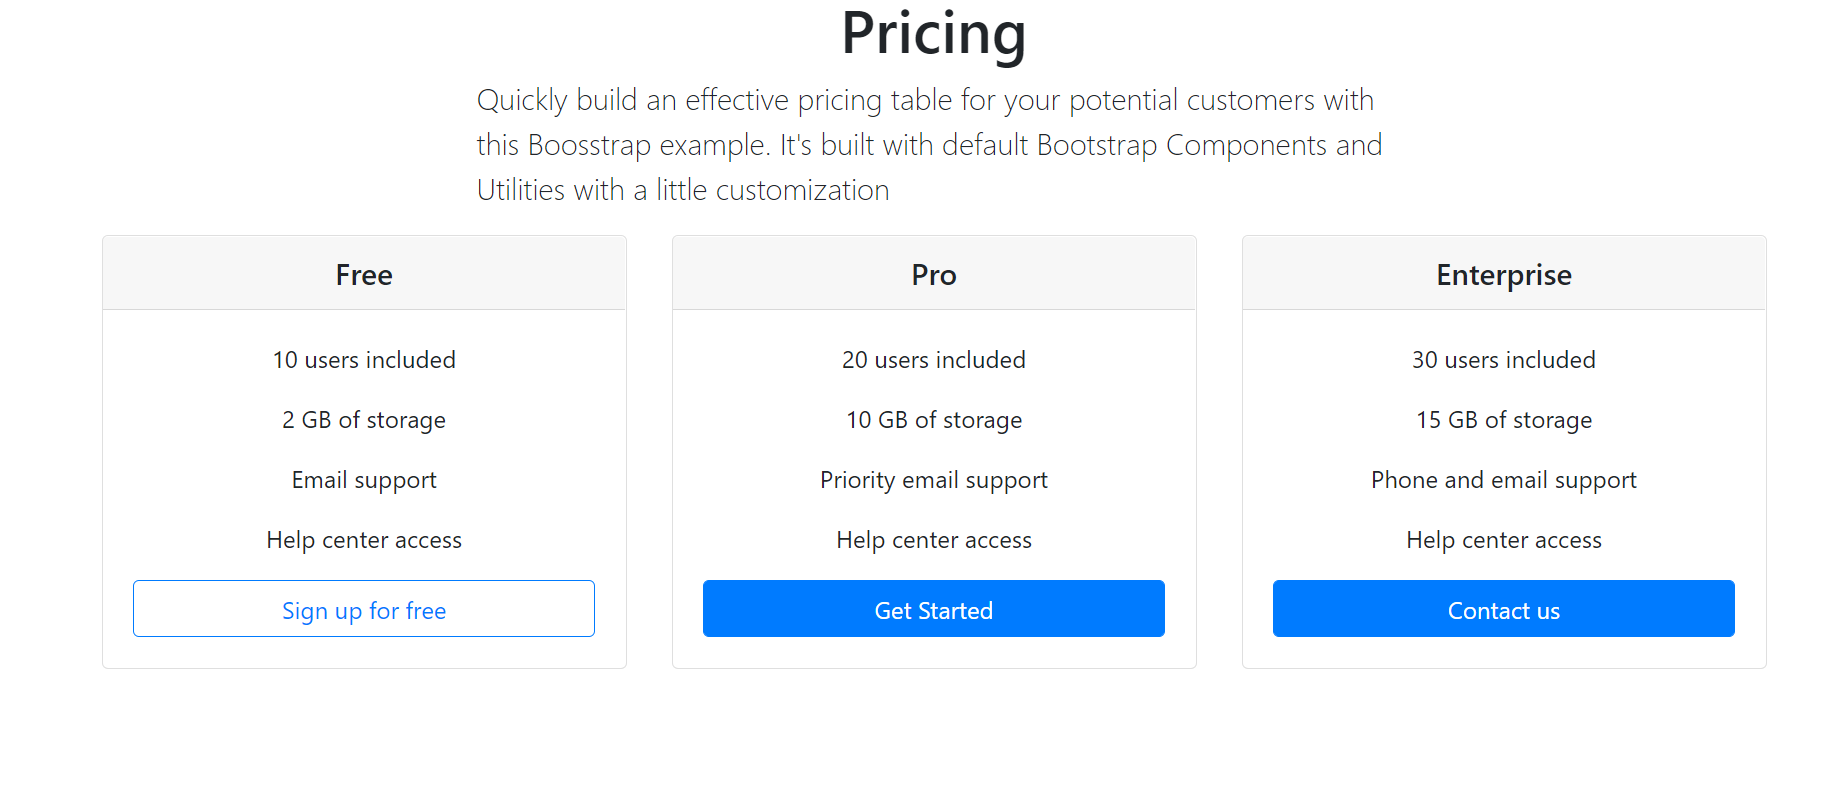 Pricing
Quickly build an effective pricing table for your potential customers with
this Boosstrap example. It's built with default Bootstrap Components and
Utilities with a little customization
Free
10 users included
2 GB of storage
Email support
Help center access
Sign up for free
Pro
20 users included
10 GB of storage
Priority email support
Help center access
Get Started
Enterprise
30 users included
15 GB of storage
Phone and email support
Help center access
Contact us